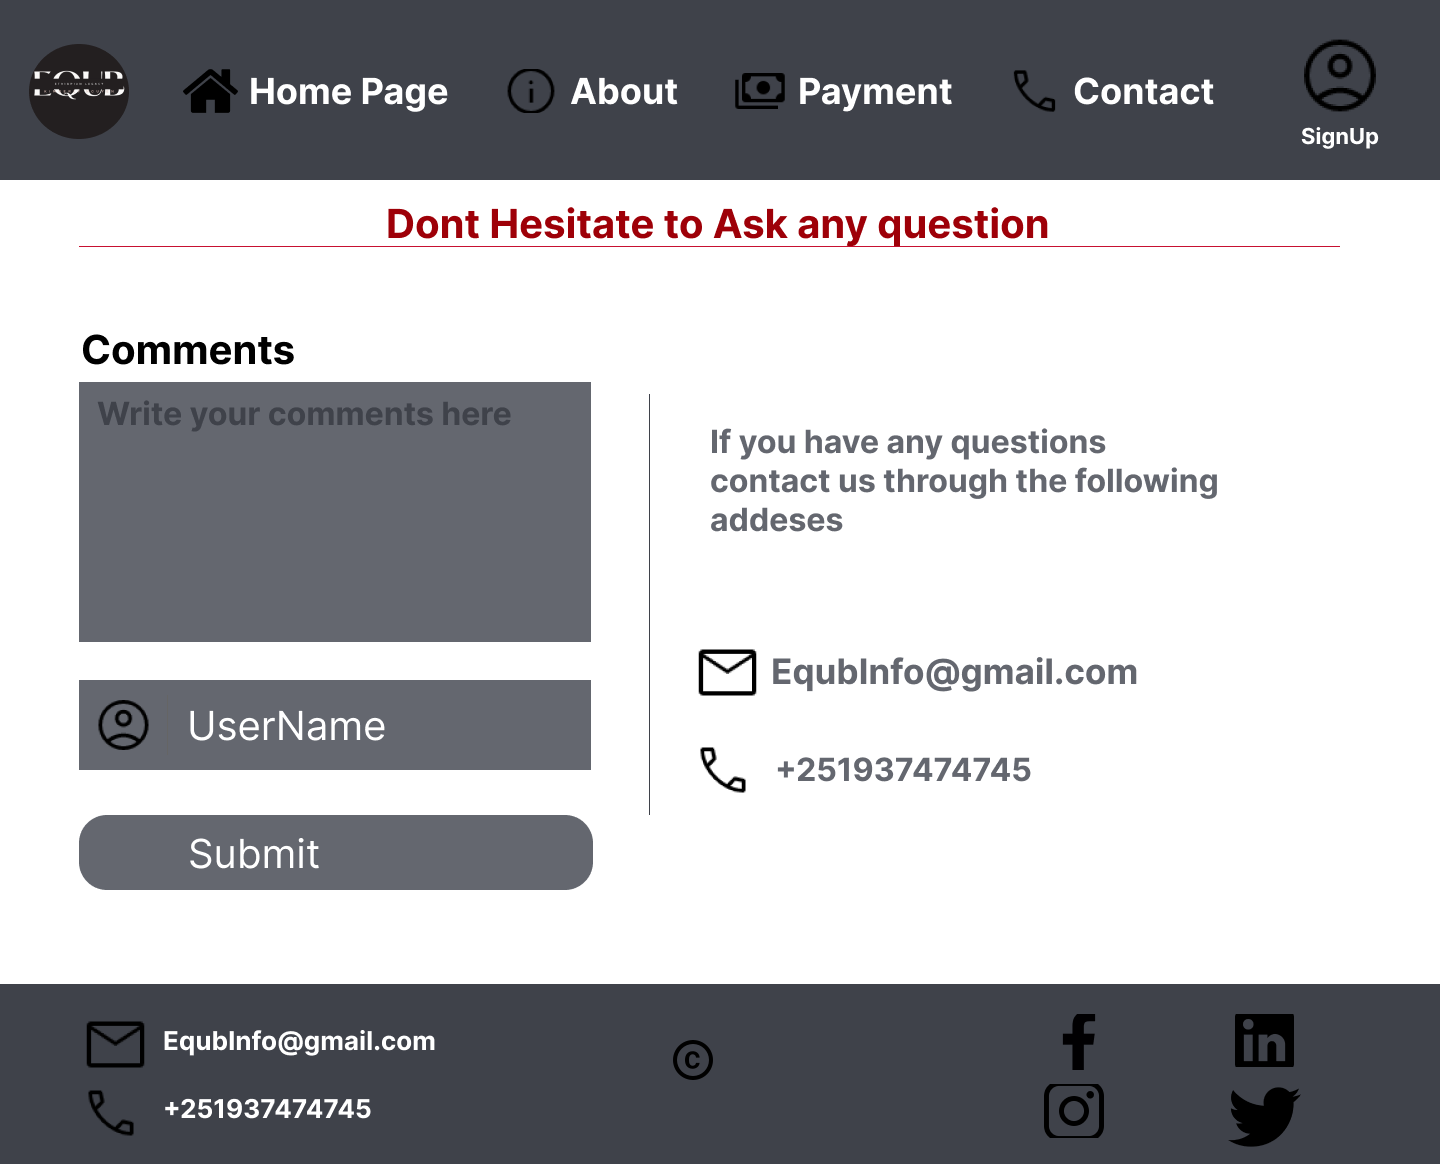 EQUB
Home Page
About
Payment
Contact
SignUp
Dont Hesitate to Ask any question
Comments
Write your comments here
If you have any questions
contact us through the following
addeses
EqubInfo@gmail.com
+251937474745
UserName
Submit
EqubInfo@gmail.com
+251937474745
©